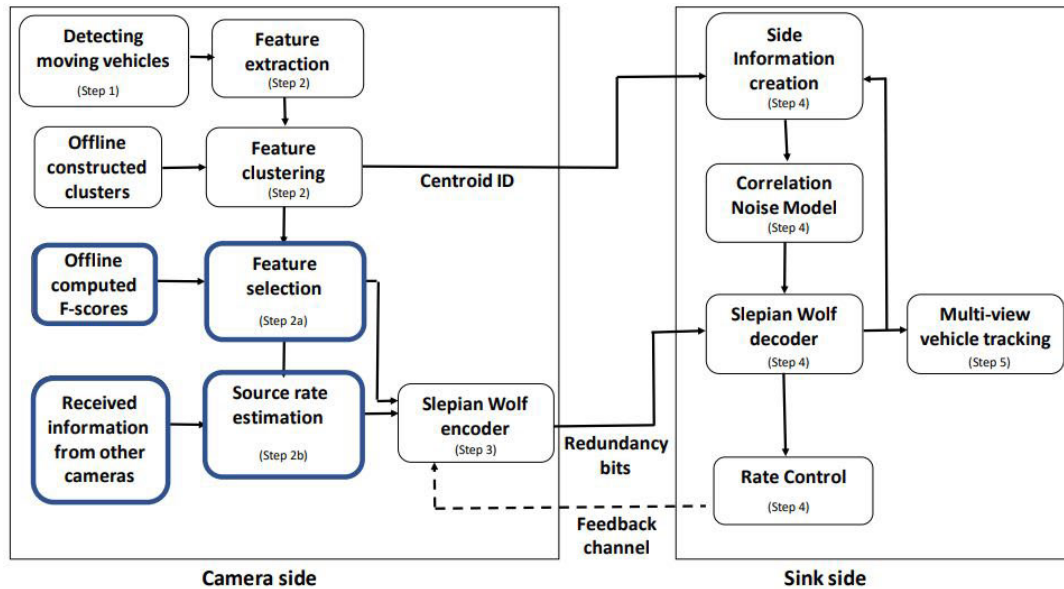 Detecting
moving vehicles
(Step 1)
Feature
extraction
(Step 2)
Offline
constructed
clusters
Feature
clustering
(Step 2)
Centroid ID
Offline
computed
F-scores
Feature
selection
(Step 2a)
Received
information
from other
cameras
Source rate
estimation
(Step 2b)
Slepian Wolf
encoder
(Step 3)
Redundancy
bits
Feedback
channel
Camera side
Side
Information
creation
(Step 4)
Correlation
Noise Model
(Step 4)
Slepian Wolf
decoder
(Step 4)
Multi-view
vehicle tracking
(Step 5)
Rate Control
(Step 4)
Sink side